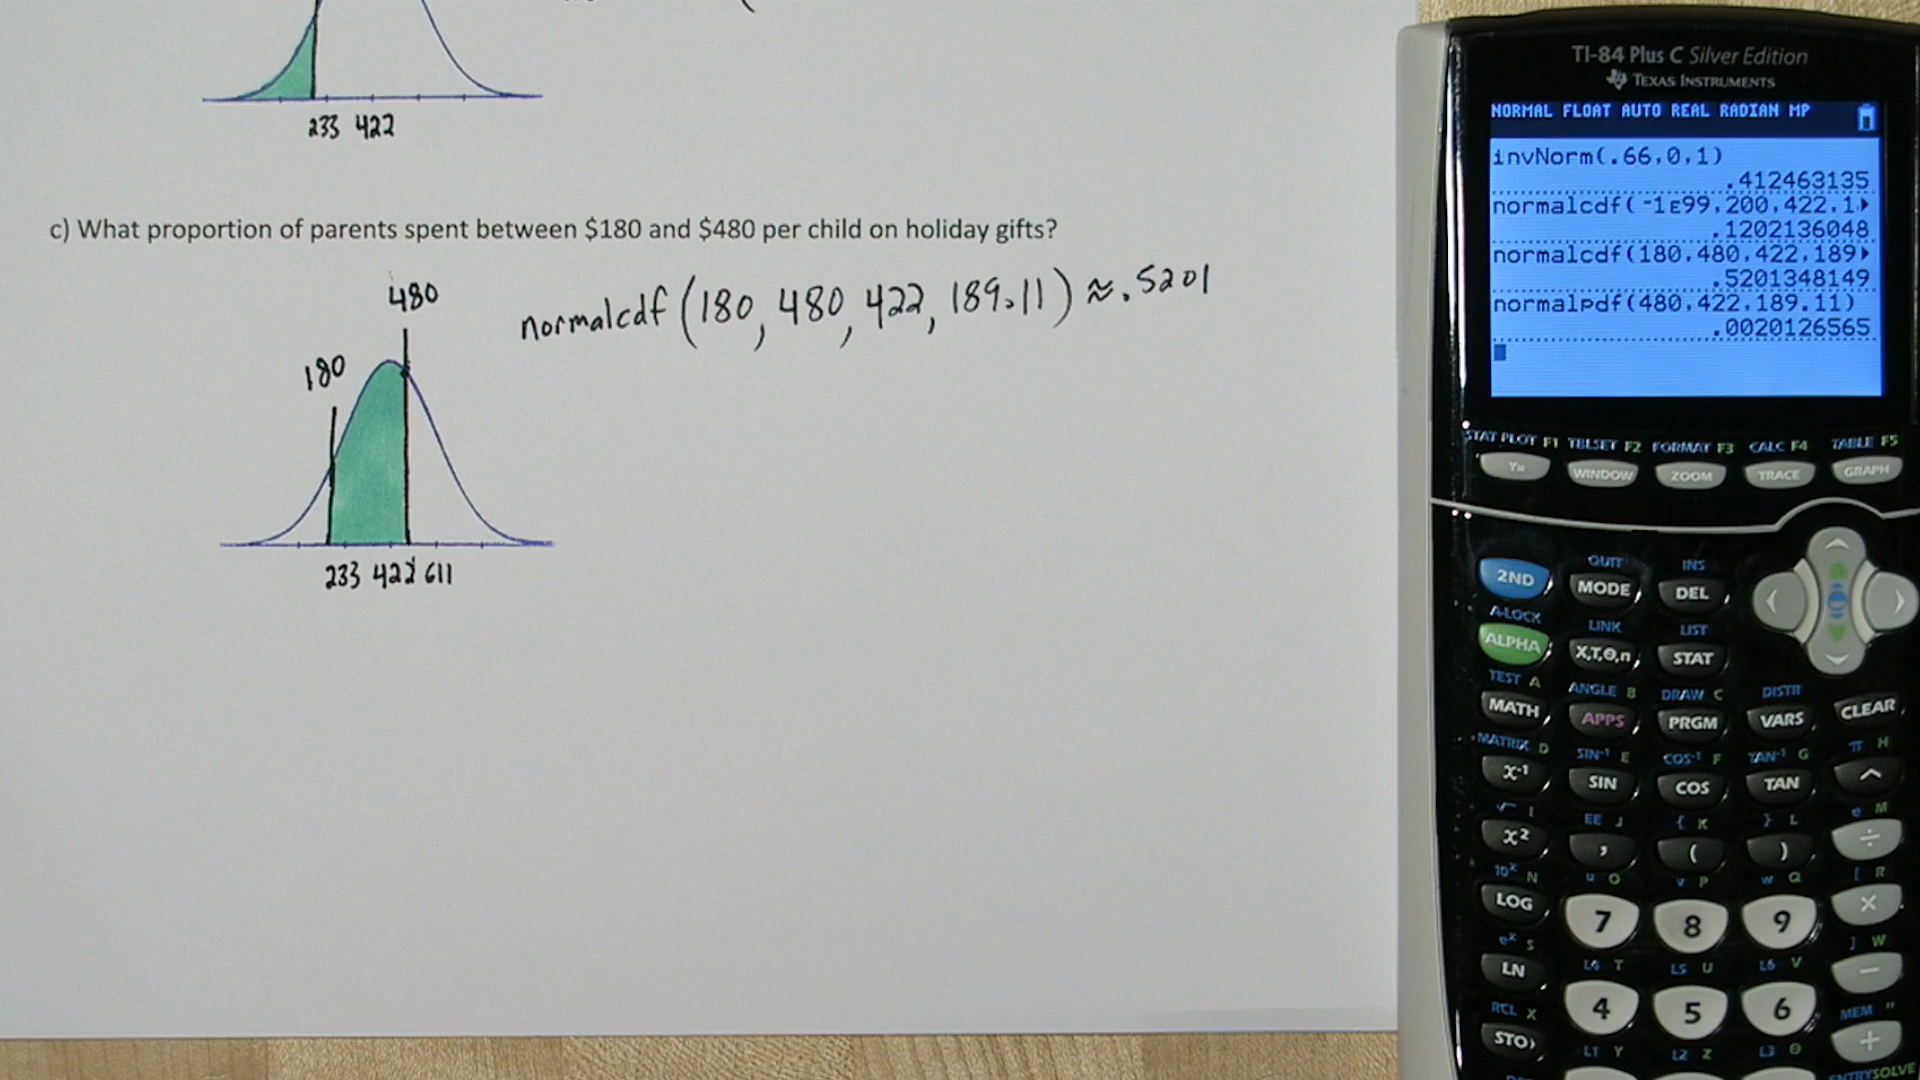 233 422
c) What proportion of parents spent between $180 and $480 per child on holiday gifts?
480
180
normalcdf (180, 480, 422, 189.11) ≈ .5201
233 422 611
TI-84 Plus C Silver Edition
TEXAS INSTRUMENTS
NORMAL FLOAT AUTO REAL RADIAN MP
invNorm(.66,0,1)
.412463135
normalcdf(-1E99,200,422,1
.1202136048
normalcdf(180,480,422,189
.5201348149
normalpdf(480,422,189.11)
.0020126565
STAT PLOT F1 TBLSET F2 FORMAT F3 CALC F4 TABLE F5
Y= WINDOW ZOOM TRACE GRAPH
QUIT INS
2ND MODE DEL
A-LOCK LINK LIST
ALPHA X,T,θ,n STAT
TEST A ANGLE B DRAW C DISTR
MATH APPS PRGM VARS CLEAR
MATRIX D SIN⁻¹ E COS⁻¹ F TAN⁻¹ G π H
x⁻¹ SIN COS TAN ^
√ I EE J { K } L e M
x² , ( ) ÷
10ˣ N u O v P w Q [ R
LOG 7 8 9 ×
eˣ S L4 T L5 U L6 V ] W
LN 4 5 6 −
RCL X L1 Y L2 Z L3 θ MEM "
STO +
ENTRY SOLVE